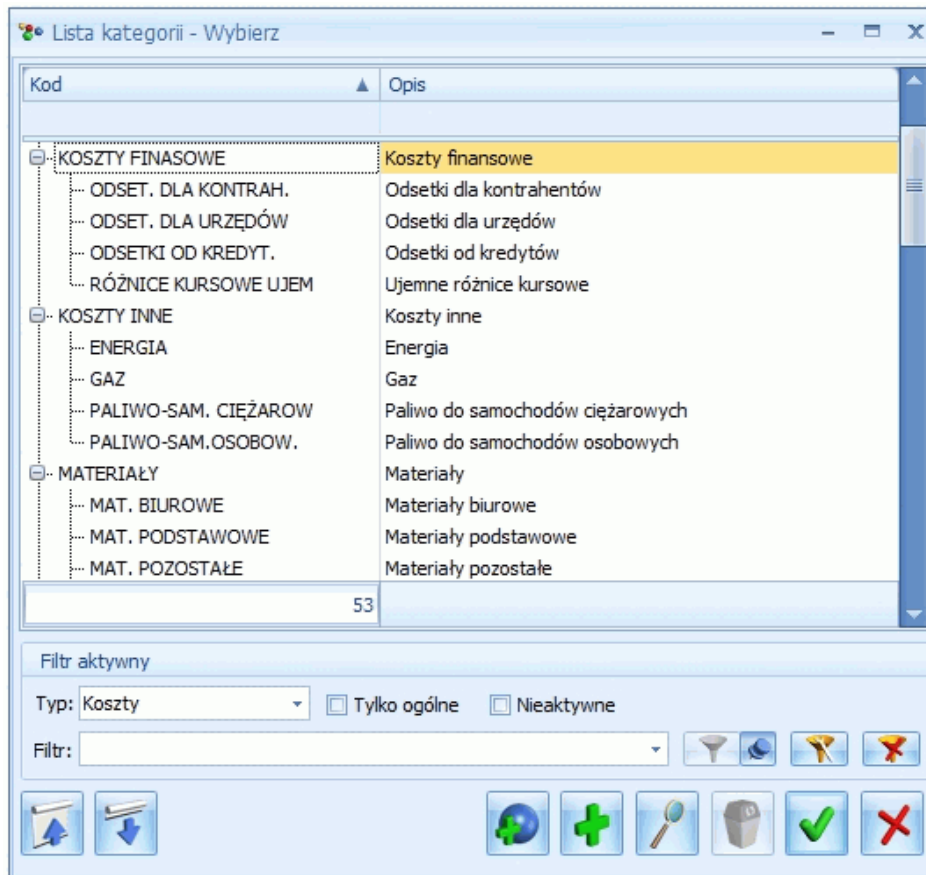 Lista kategorii - Wybierz
Kod Opis
KOSZTY FINASOWE Koszty finansowe
ODSET. DLA KONTRAH. Odsetki dla kontrahentów
ODSET. DLA URZĘDÓW Odsetki dla urzędów
ODSETKI OD KREDYT. Odsetki od kredytów
RÓŻNICE KURSOWE UJEM Ujemne różnice kursowe
KOSZTY INNE Koszty inne
ENERGIA Energia
GAZ Gaz
PALIWO-SAM. CIĘŻAROW Paliwo do samochodów ciężarowych
PALIWO-SAM.OSOBOW. Paliwo do samochodów osobowych
MATERIAŁY Materiały
MAT. BIUROWE Materiały biurowe
MAT. PODSTAWOWE Materiały podstawowe
MAT. POZOSTAŁE Materiały pozostałe
53
Filtr aktywny
Typ: Koszty Tylko ogólne Nieaktywne
Filtr: